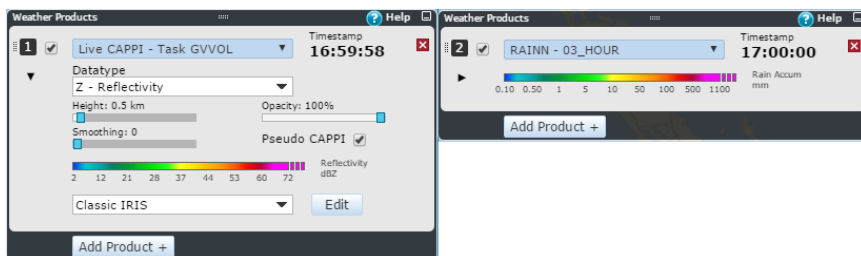 Weather Products
? Help
1
Live CAPPI - Task GVVOL
Timestamp
16:59:58
Datatype
Z - Reflectivity
Height: 0.5 km
Opacity: 100%
Smoothing: 0
Pseudo CAPPI
Reflectivity
dBZ
2 12 21 28 37 44 53 60 72
Classic IRIS
Edit
Add Product +
Weather Products
? Help
2
RAINN - 03_HOUR
Timestamp
17:00:00
Rain Accum
mm
0.10 0.50 1 5 10 50 100 500 1100
Add Product +